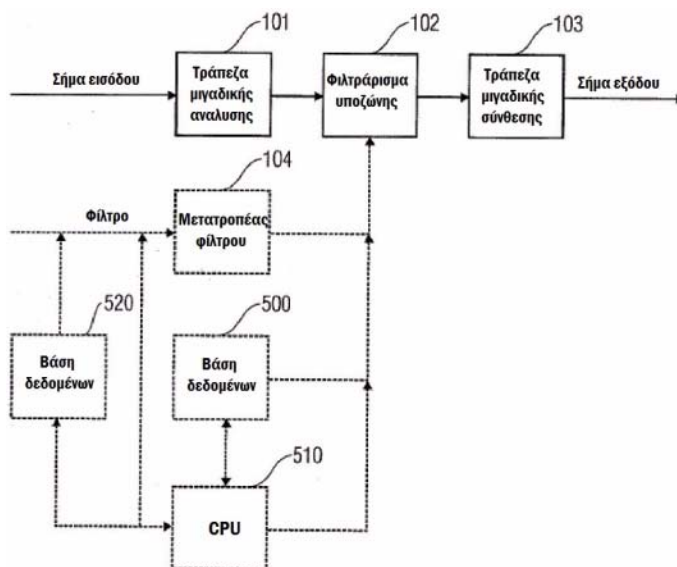 101
102
103
Σήμα εισόδου
Τράπεζα
μιγαδικής
αναλυσης
Φιλτράρισμα
υποζώνης
Τράπεζα
μιγαδικής
σύνθεσης
Σήμα εξόδου
104
Φίλτρο
Μετατροπέας
φίλτρου
520
500
Βάση
δεδομένων
Βάση
δεδομένων
510
CPU